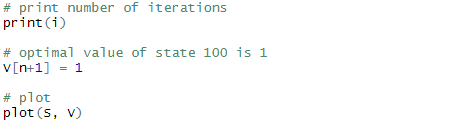 # print number of iterations
print(i)
# optimal value of state 100 is 1
v[n+1] = 1
# plot
plot(s, v)